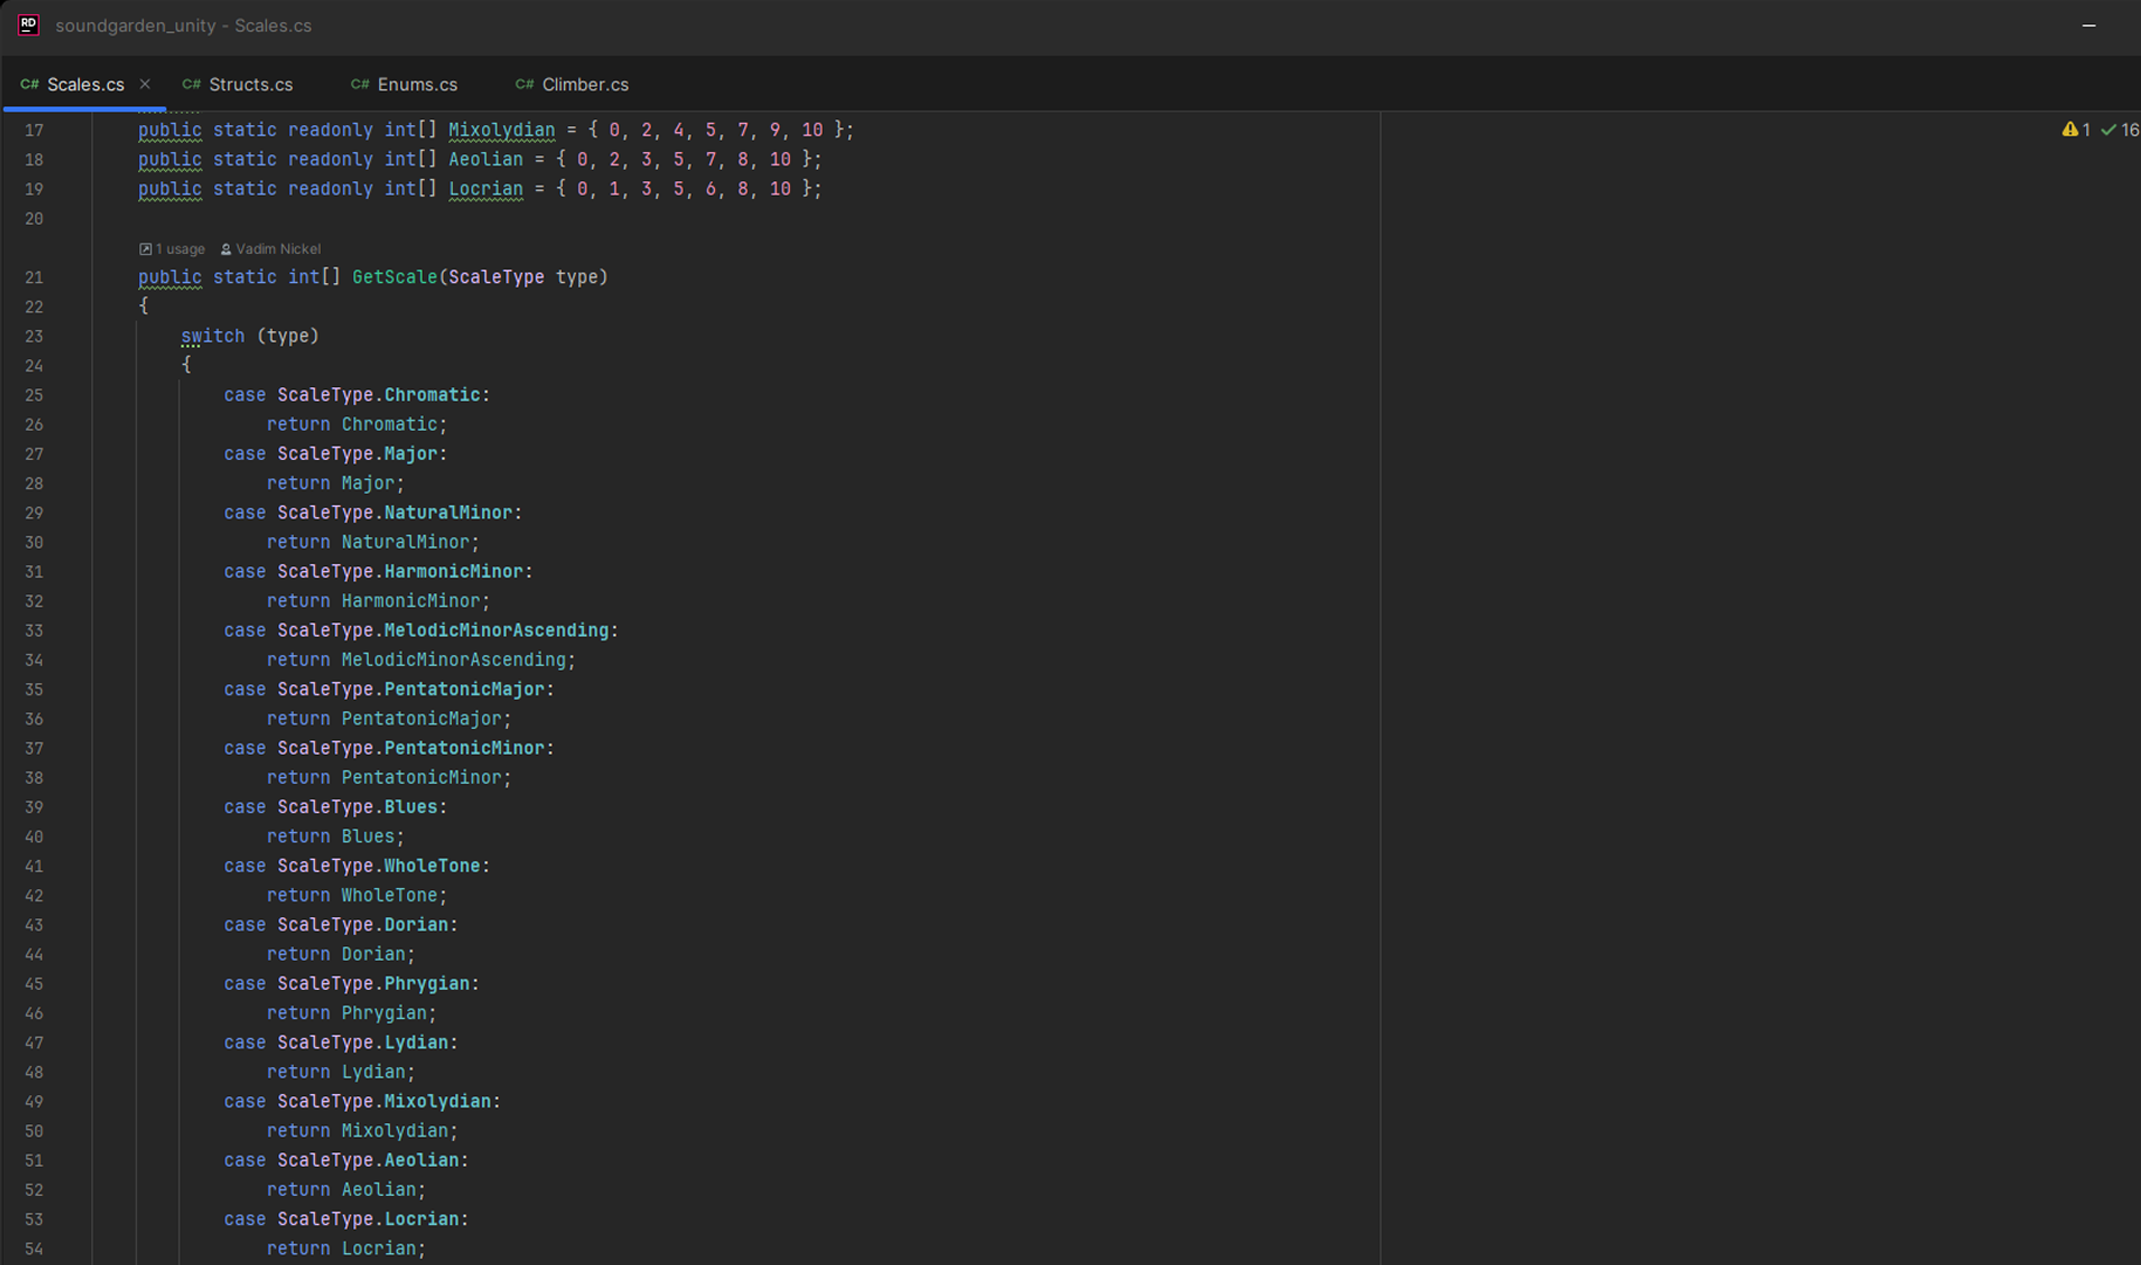 RD soundgarden_unity - Scales.cs
C# Scales.cs × C# Structs.cs C# Enums.cs C# Climber.cs
17 public static readonly int[] Mixolydian = { 0, 2, 4, 5, 7, 9, 10 }; 1 16
18 public static readonly int[] Aeolian = { 0, 2, 3, 5, 7, 8, 10 };
19 public static readonly int[] Locrian = { 0, 1, 3, 5, 6, 8, 10 };
20
1 usage Vadim Nickel
21 public static int[] GetScale(ScaleType type)
22 {
23 switch (type)
24 {
25 case ScaleType.Chromatic:
26 return Chromatic;
27 case ScaleType.Major:
28 return Major;
29 case ScaleType.NaturalMinor:
30 return NaturalMinor;
31 case ScaleType.HarmonicMinor:
32 return HarmonicMinor;
33 case ScaleType.MelodicMinorAscending:
34 return MelodicMinorAscending;
35 case ScaleType.PentatonicMajor:
36 return PentatonicMajor;
37 case ScaleType.PentatonicMinor:
38 return PentatonicMinor;
39 case ScaleType.Blues:
40 return Blues;
41 case ScaleType.WholeTone:
42 return WholeTone;
43 case ScaleType.Dorian:
44 return Dorian;
45 case ScaleType.Phrygian:
46 return Phrygian;
47 case ScaleType.Lydian:
48 return Lydian;
49 case ScaleType.Mixolydian:
50 return Mixolydian;
51 case ScaleType.Aeolian:
52 return Aeolian;
53 case ScaleType.Locrian:
54 return Locrian;